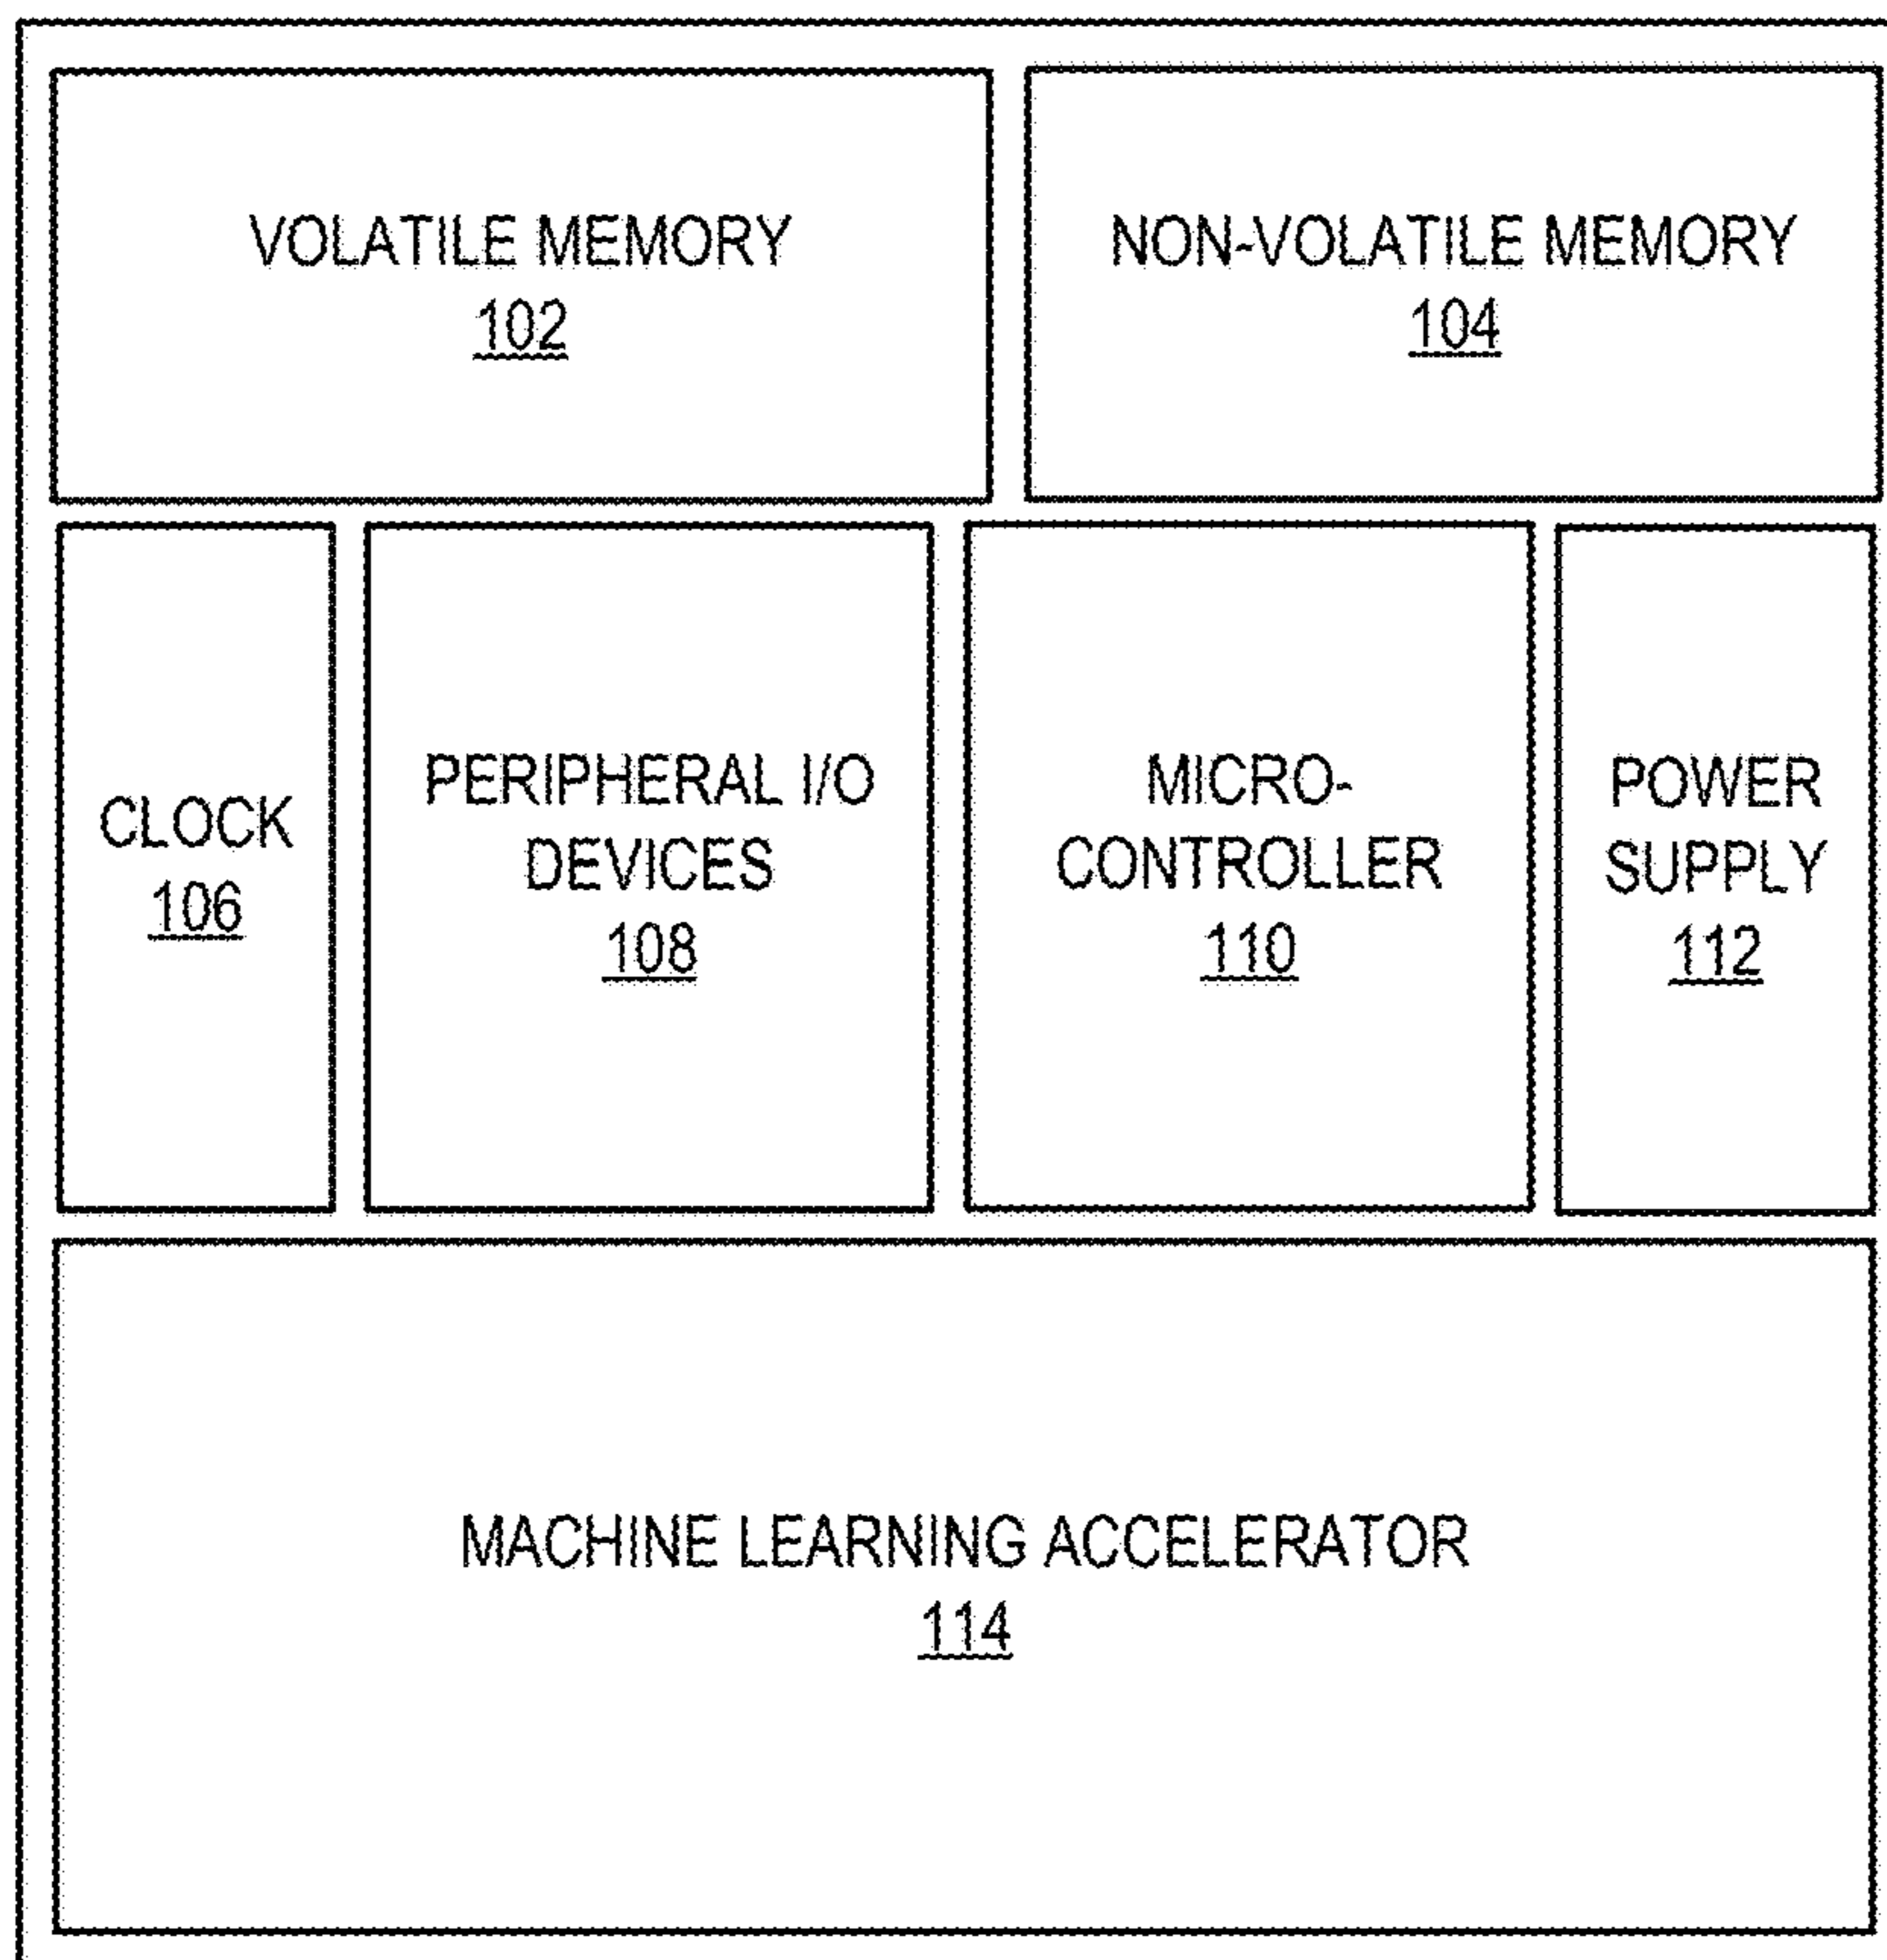 VOLATILE MEMORY
102
NON-VOLATILE MEMORY
104
CLOCK
106
PERIPHERAL I/O
DEVICES
108
MICRO-
CONTROLLER
110
POWER
SUPPLY
112
MACHINE LEARNING ACCELERATOR
114